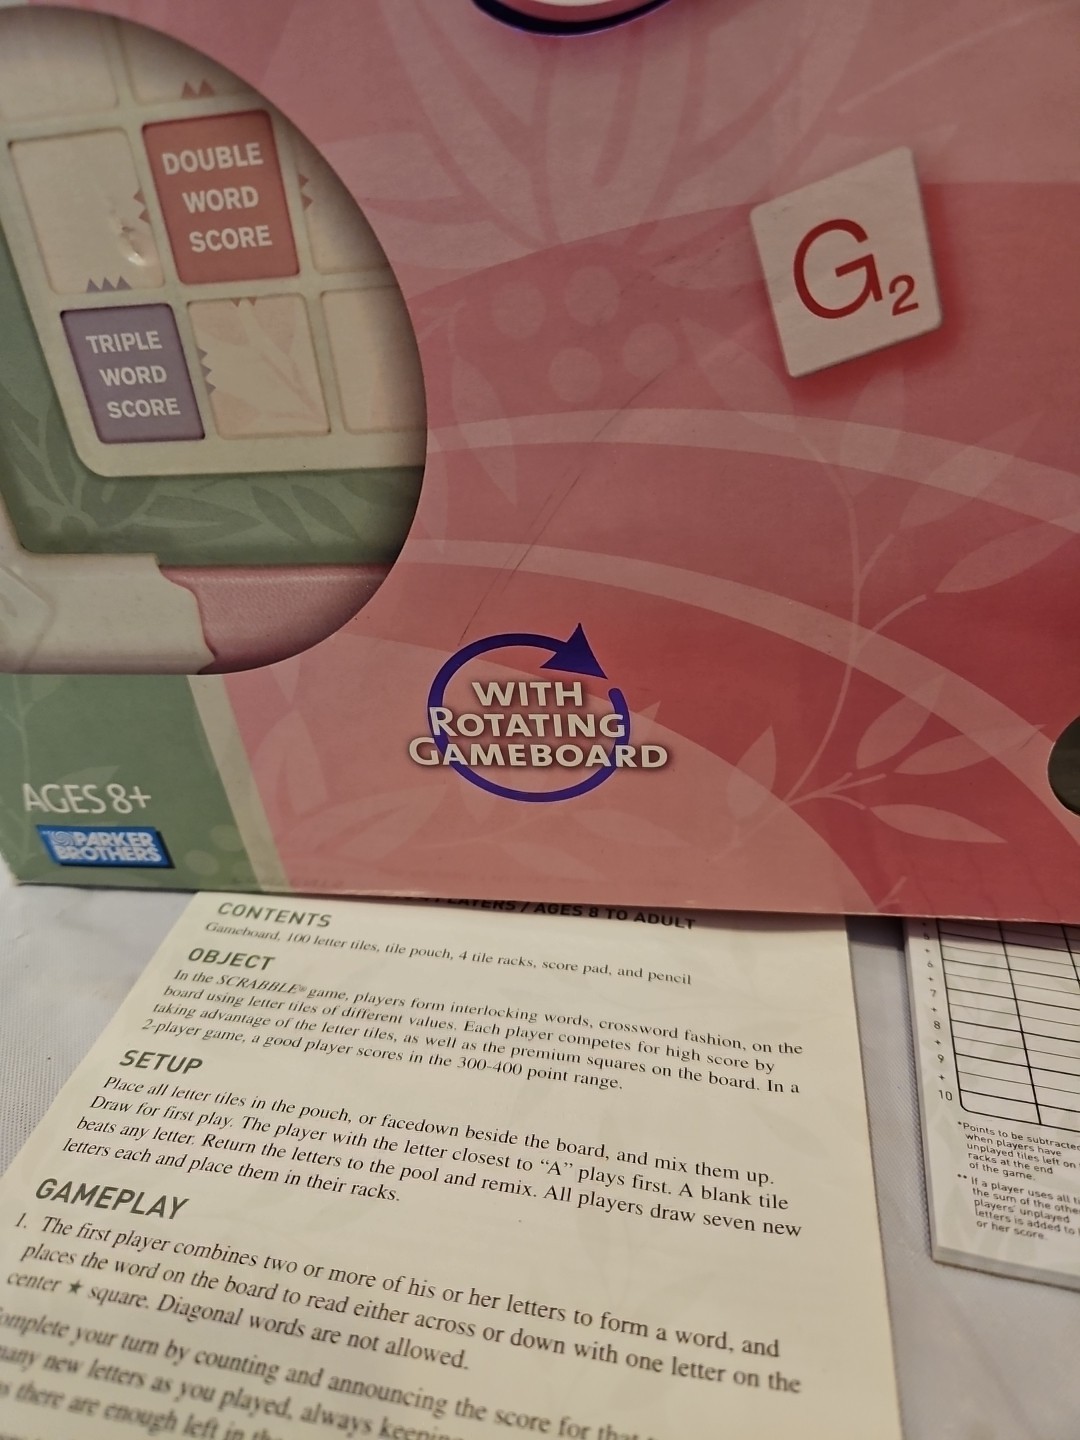 DOUBLE
WORD
SCORE
TRIPLE
WORD
SCORE
G2
WITH
ROTATING
GAMEBOARD
AGES 8+
PARKER
BROTHERS
PLAYERS / AGES 8 TO ADULT
CONTENTS
Gameboard, 100 letter tiles, tile pouch, 4 tile racks, score pad, and pencil
OBJECT
In the SCRABBLE® game, players form interlocking words, crossword fashion, on the
board using letter tiles of different values. Each player competes for high score by
taking advantage of the letter tiles, as well as the premium squares on the board. In a
2-player game, a good player scores in the 300-400 point range.
SETUP
Place all letter tiles in the pouch, or facedown beside the board, and mix them up.
Draw for first play. The player with the letter closest to “A” plays first. A blank tile
beats any letter. Return the letters to the pool and remix. All players draw seven new
letters each and place them in their racks.
GAMEPLAY
1. The first player combines two or more of his or her letters to form a word, and
places the word on the board to read either across or down with one letter on the
center ★ square. Diagonal words are not allowed.
omplete your turn by counting and announcing the score for that
many new letters as you played, always keeping
as there are enough left in the
6
+
7
+
8
+
9
+
10
*Points to be subtracted
when players have
unplayed tiles left on
racks at the end
of the game.
** If a player uses all
the sum of the other
players' unplayed
letters is added to
or her score.